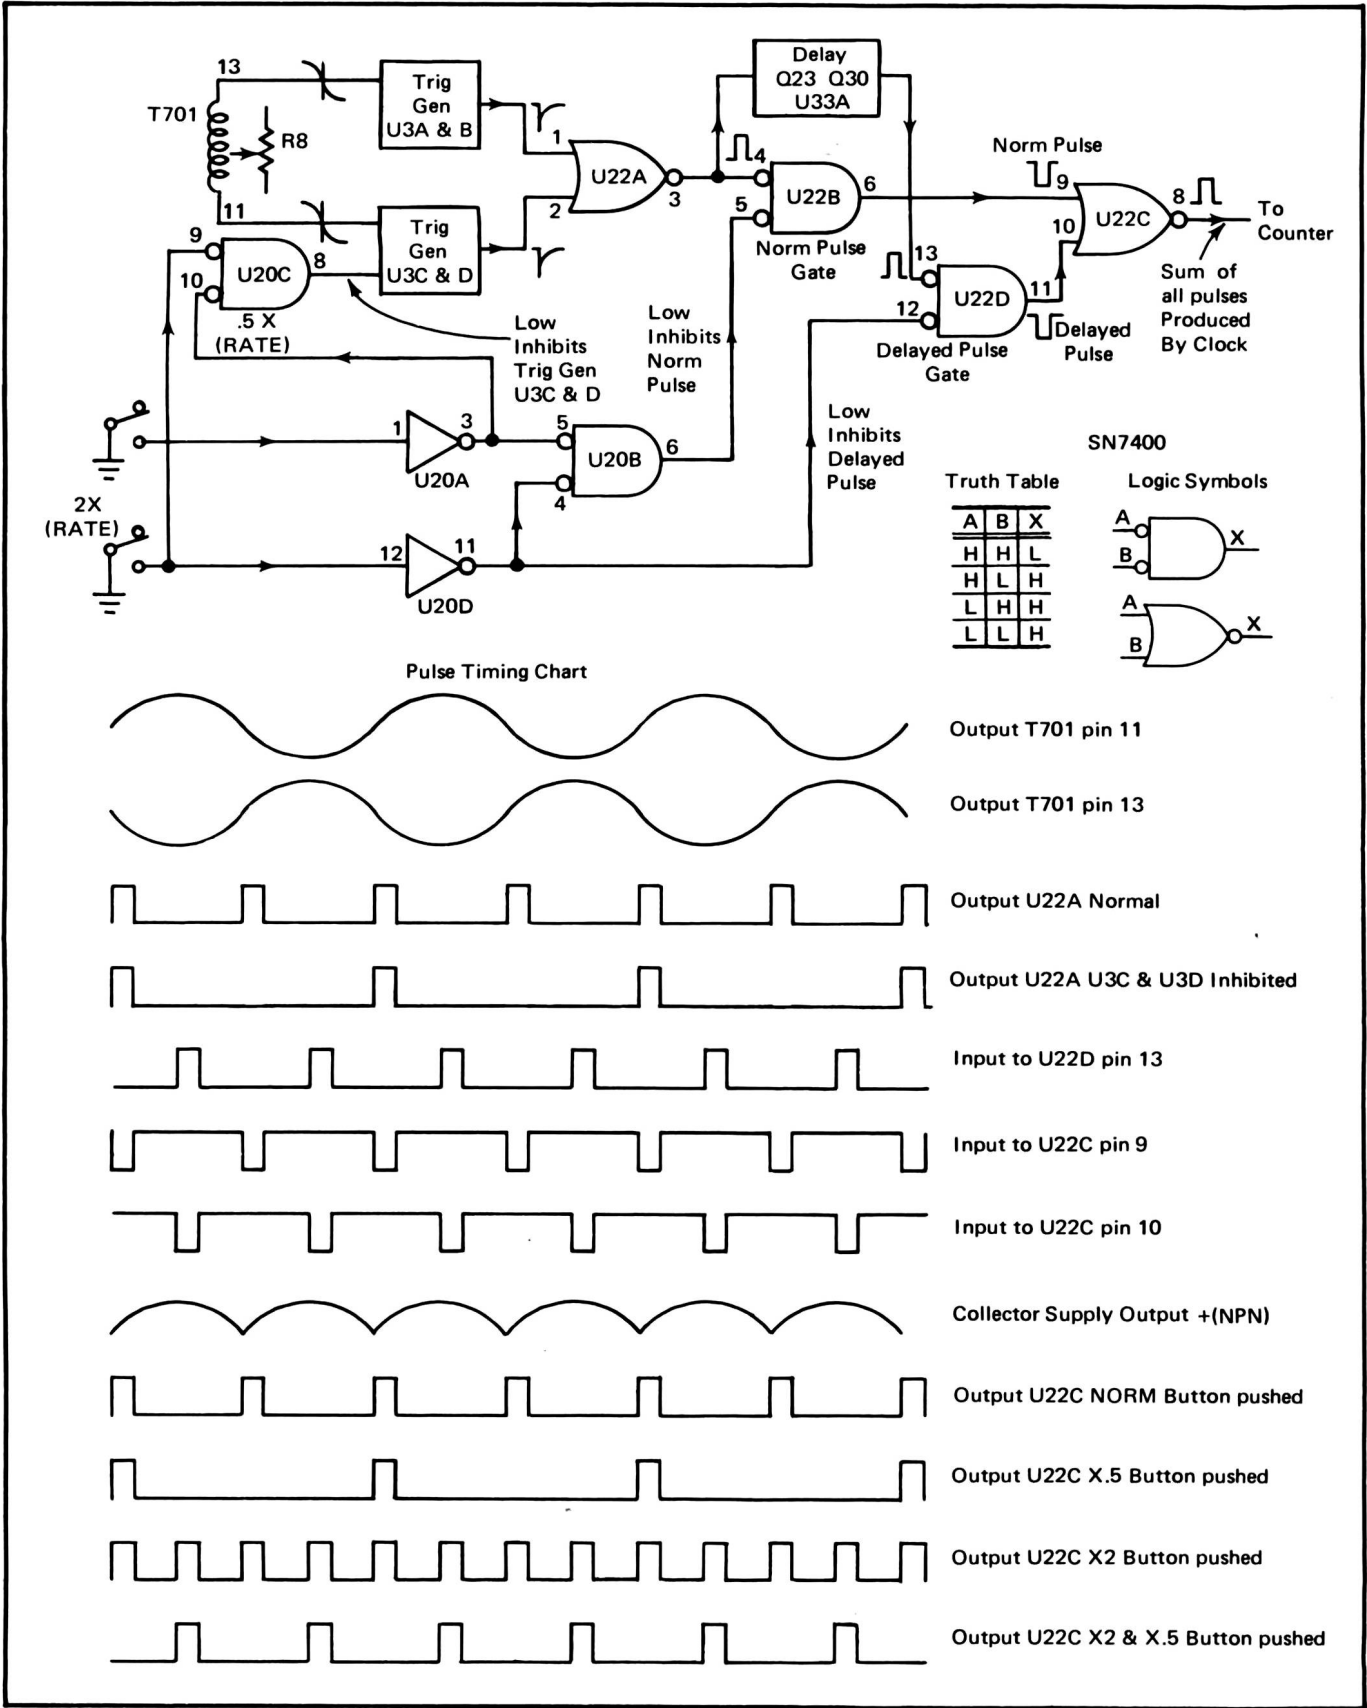 13
T701
R8
11
Trig
Gen
U3A & B
Trig
Gen
U3C & D
9
10
U20C
8
.5 X
(RATE)
Low
Inhibits
Trig Gen
U3C & D
1
2
U22A
3
Delay
Q23 Q30
U33A
4
5
U22B
6
Norm Pulse
Gate
Norm Pulse
9
10
U22C
8
To
Counter
Sum of
all pulses
Produced
By Clock
13
12
U22D
11
Delayed
Pulse
Delayed Pulse
Gate
Low
Inhibits
Norm
Pulse
Low
Inhibits
Delayed
Pulse
1
3
U20A
5
4
U20B
6
2X
(RATE)
12
11
U20D
SN7400
Truth Table
A B X
H H L
H L H
L H H
L L H
Logic Symbols
A
B
X
A
B
X
Pulse Timing Chart
Output T701 pin 11
Output T701 pin 13
Output U22A Normal
Output U22A U3C & U3D Inhibited
Input to U22D pin 13
Input to U22C pin 9
Input to U22C pin 10
Collector Supply Output +(NPN)
Output U22C NORM Button pushed
Output U22C X.5 Button pushed
Output U22C X2 Button pushed
Output U22C X2 & X.5 Button pushed